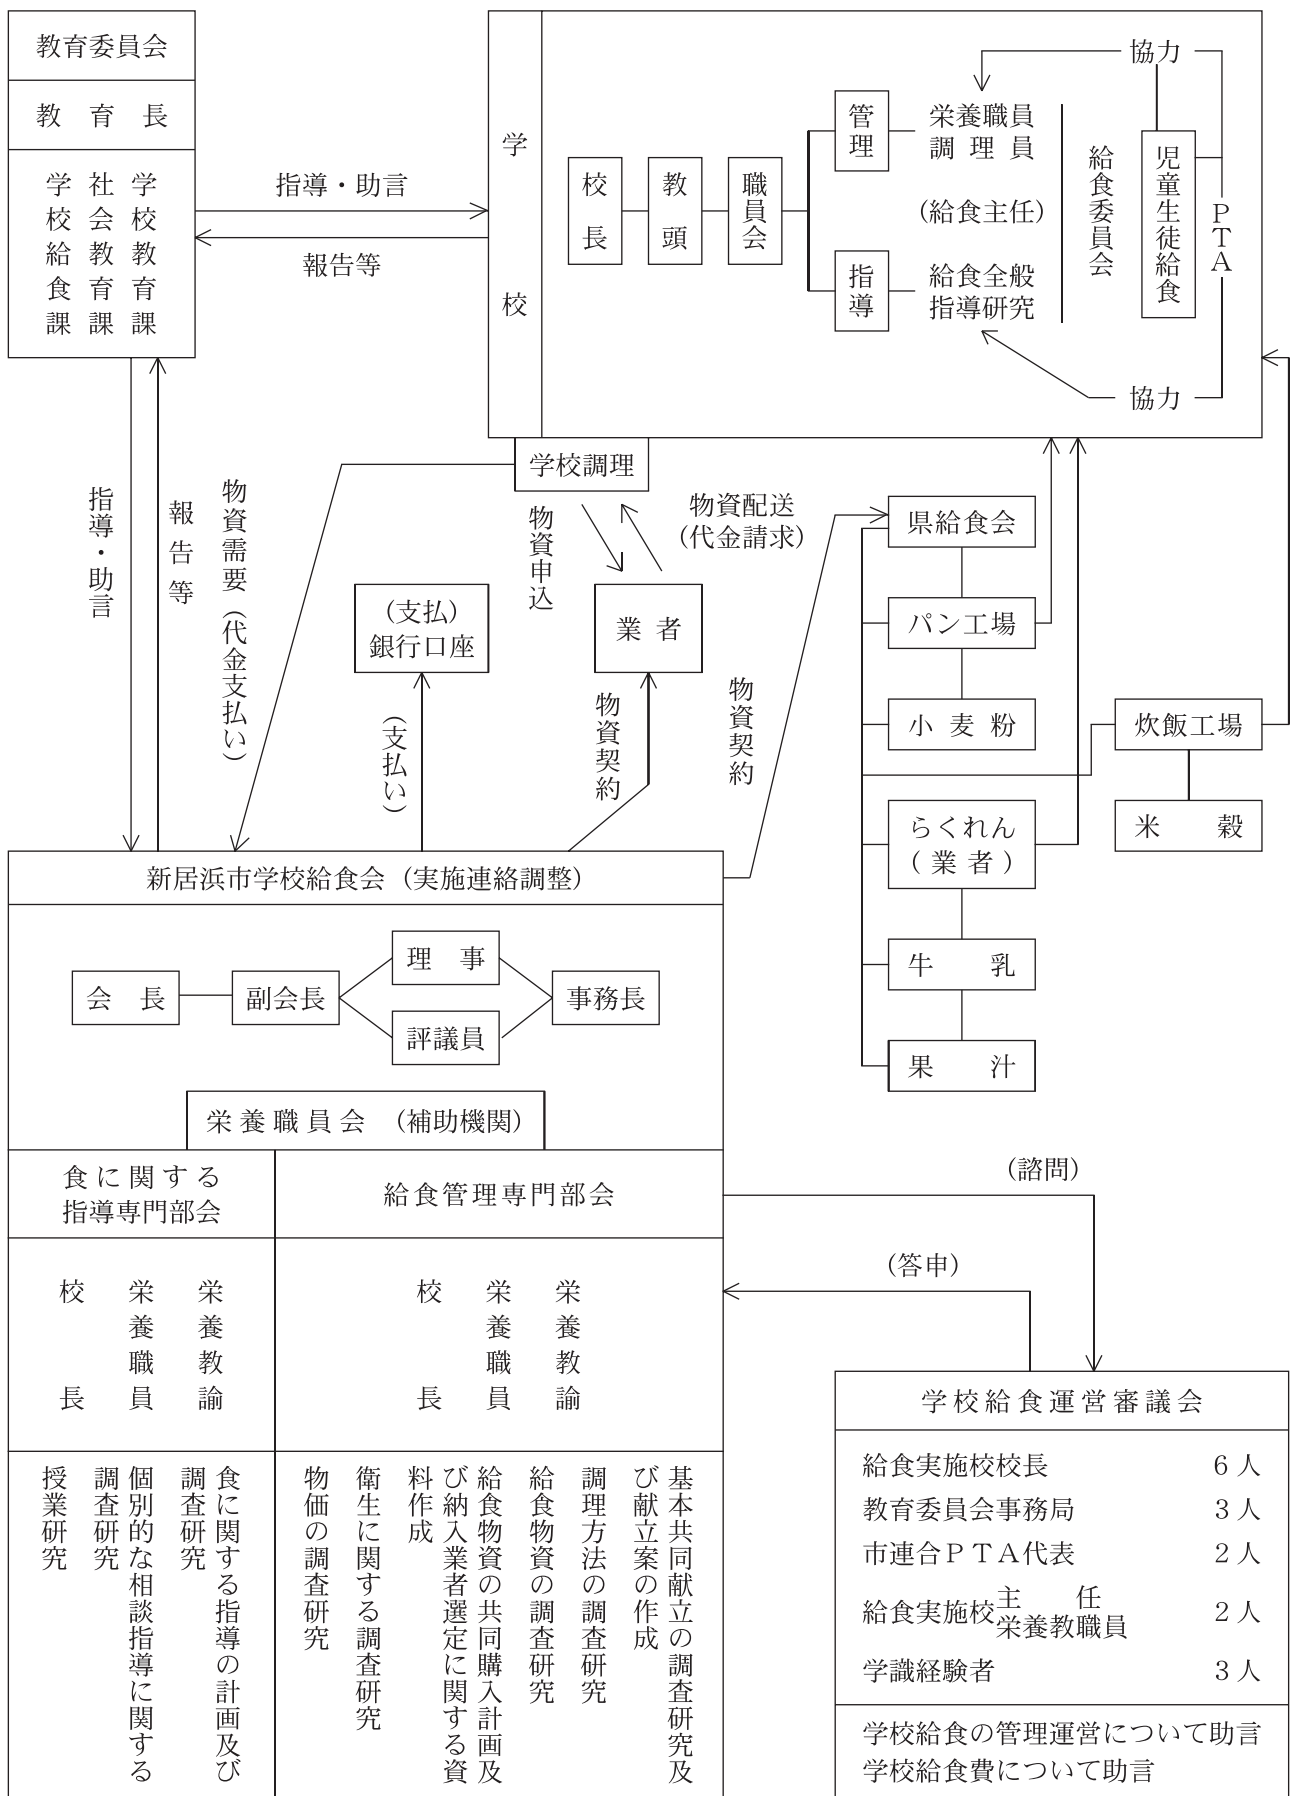 教育委員会
教育長
学校教育課
社会教育課
学校給食課
指導・助言
報告等
学校
校長
教頭
職員会
管理
栄養職員
調理員
(給食主任)
指導
給食全般
指導研究
給食委員会
児童生徒給食
PTA
協力
協力
学校調理
指導・助言
報告等
物資需要(代金支払い)
物資申込
物資配送
(代金請求)
(支払)
銀行口座
業者
(支払い)
物資契約
物資契約
県給食会
パン工場
小麦粉
炊飯工場
米穀
らくれん
(業者)
牛乳
果汁
新居浜市学校給食会(実施連絡調整)
会長
副会長
理事
評議員
事務長
栄養職員会(補助機関)
食に関する
指導専門部会
給食管理専門部会
栄養教諭
栄養職員
校長
栄養教諭
栄養職員
校長
食に関する指導の計画及び
調査研究
個別的な相談指導に関する
調査研究
授業研究
基本共同献立の調査研究及
び献立案の作成
調理方法の調査研究
給食物資の調査研究
給食物資の共同購入計画及
び納入業者選定に関する資
料作成
衛生に関する調査研究
物価の調査研究
(諮問)
(答申)
学校給食運営審議会
給食実施校校長 6人
教育委員会事務局 3人
市連合PTA代表 2人
給食実施校主任
栄養教職員 2人
学識経験者 3人
学校給食の管理運営について助言
学校給食費について助言